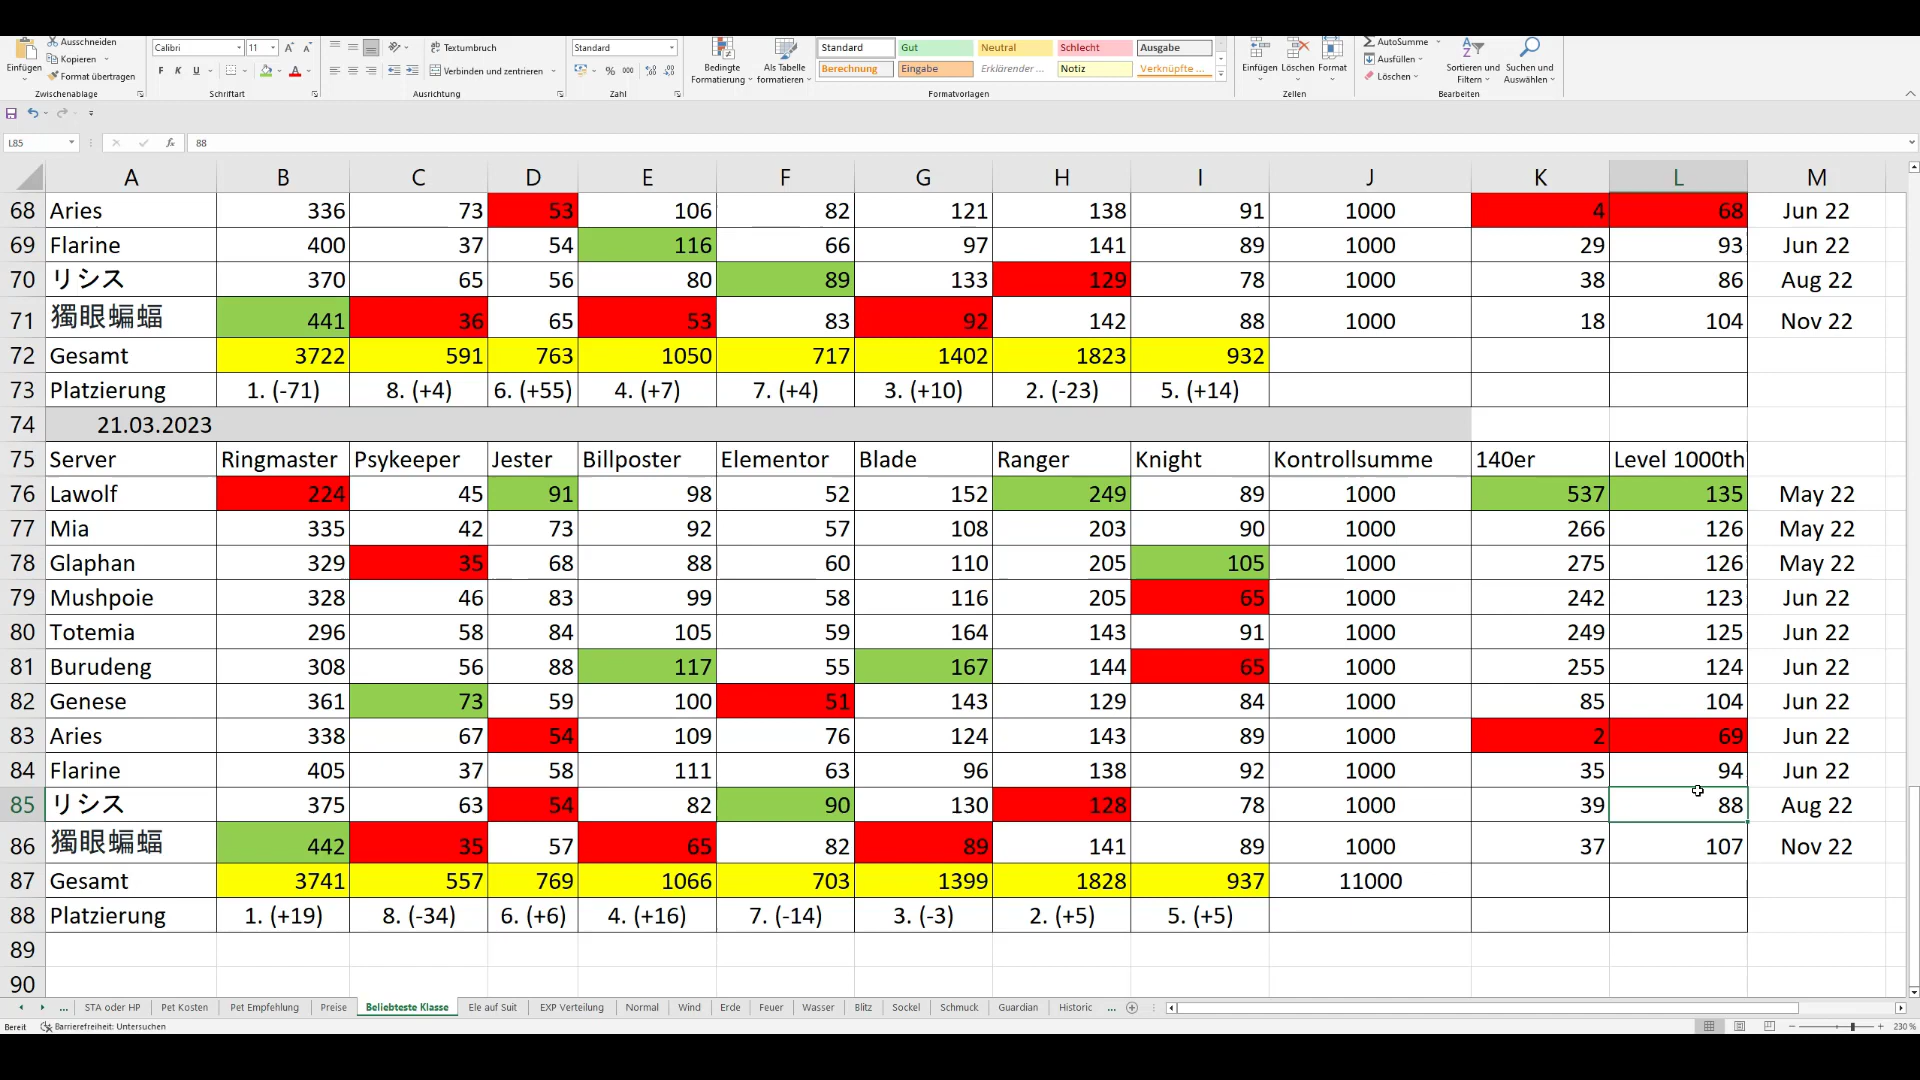 Ausschneiden Calibri 11 Textumbruch Standard Standard Gut Neutral Schlecht Ausgabe AutoSumme
Einfügen Kopieren Bedingte Formatierung Als Tabelle formatieren Einfügen Löschen Format Ausfüllen Sortieren und Filtern Suchen und Auswählen
Format übertragen F K U Verbinden und zentrieren % 000 Berechnung Eingabe Erklärender ... Notiz Verknüpfte ... Löschen
Zwischenablage Schriftart Ausrichtung Zahl Formatvorlagen Zellen Bearbeiten
L85 fx 88
A B C D E F G H I J K L M
68 Aries 336 73 53 106 82 121 138 91 1000 4 68 Jun 22
69 Flarine 400 37 54 116 66 97 141 89 1000 29 93 Jun 22
70 リシス 370 65 56 80 89 133 129 78 1000 38 86 Aug 22
71 獨眼蝙蝠 441 36 65 53 83 92 142 88 1000 18 104 Nov 22
72 Gesamt 3722 591 763 1050 717 1402 1823 932
73 Platzierung 1. (-71) 8. (+4) 6. (+55) 4. (+7) 7. (+4) 3. (+10) 2. (-23) 5. (+14)
74 21.03.2023
75 Server Ringmaster Psykeeper Jester Billposter Elementor Blade Ranger Knight Kontrollsumme 140er Level 1000th
76 Lawolf 224 45 91 98 52 152 249 89 1000 537 135 May 22
77 Mia 335 42 73 92 57 108 203 90 1000 266 126 May 22
78 Glaphan 329 35 68 88 60 110 205 105 1000 275 126 May 22
79 Mushpoie 328 46 83 99 58 116 205 65 1000 242 123 Jun 22
80 Totemia 296 58 84 105 59 164 143 91 1000 249 125 Jun 22
81 Burudeng 308 56 88 117 55 167 144 65 1000 255 124 Jun 22
82 Genese 361 73 59 100 51 143 129 84 1000 85 104 Jun 22
83 Aries 338 67 54 109 76 124 143 89 1000 2 69 Jun 22
84 Flarine 405 37 58 111 63 96 138 92 1000 35 94 Jun 22
85 リシス 375 63 54 82 90 130 128 78 1000 39 88 Aug 22
86 獨眼蝙蝠 442 35 57 65 82 89 141 89 1000 37 107 Nov 22
87 Gesamt 3741 557 769 1066 703 1399 1828 937 11000
88 Platzierung 1. (+19) 8. (-34) 6. (+6) 4. (+16) 7. (-14) 3. (-3) 2. (+5) 5. (+5)
89
90
... STA oder HP Pet Kosten Pet Empfehlung Preise Beliebteste Klasse Ele auf Suit EXP Verteilung Normal Wind Erde Feuer Wasser Blitz Sockel Schmuck Guardian Historic ...
Bereit Barrierefreiheit: Untersuchen 230 %